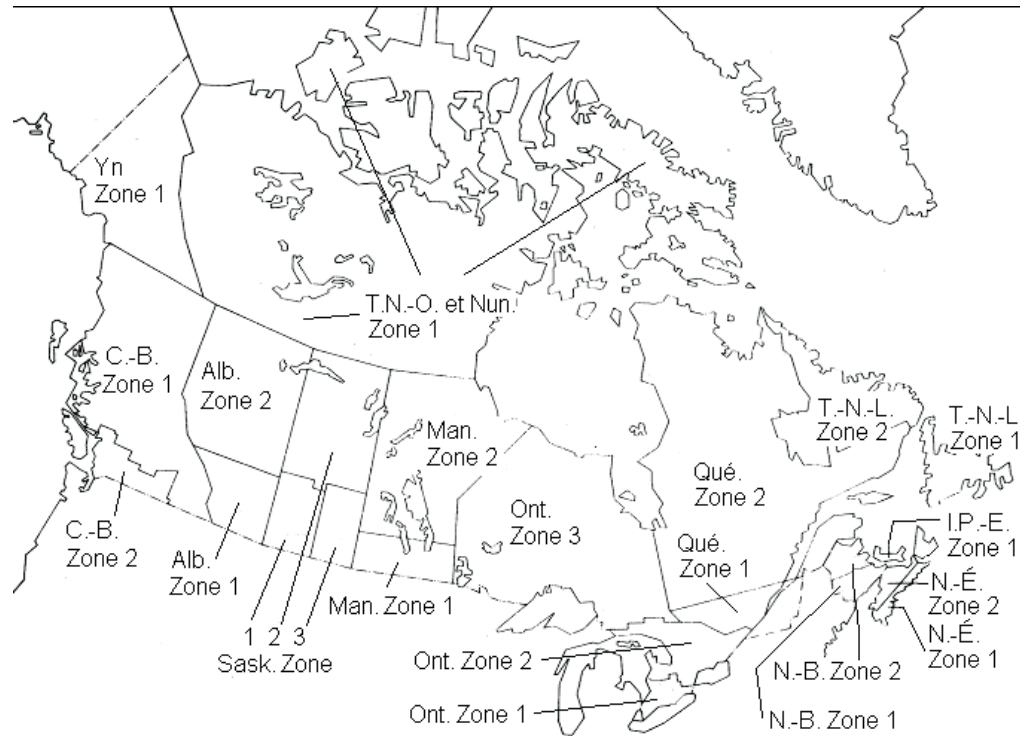 Yn
Zone 1
T.N.-O. et Nun.
Zone 1
C.-B.
Zone 1
Alb.
Zone 2
Man.
Zone 2
T.-N.-L.
Zone 2
T.-N.-L
Zone 1
Qué.
Zone 2
Ont.
Zone 3
C.-B.
Zone 2
Alb.
Zone 1
Qué.
Zone 1
I.P.-E.
Zone 1
N.-É.
Zone 2
N.-É.
Zone 1
Man. Zone 1
1 2 3
Sask. Zone
Ont. Zone 2
N.-B. Zone 2
Ont. Zone 1
N.-B. Zone 1